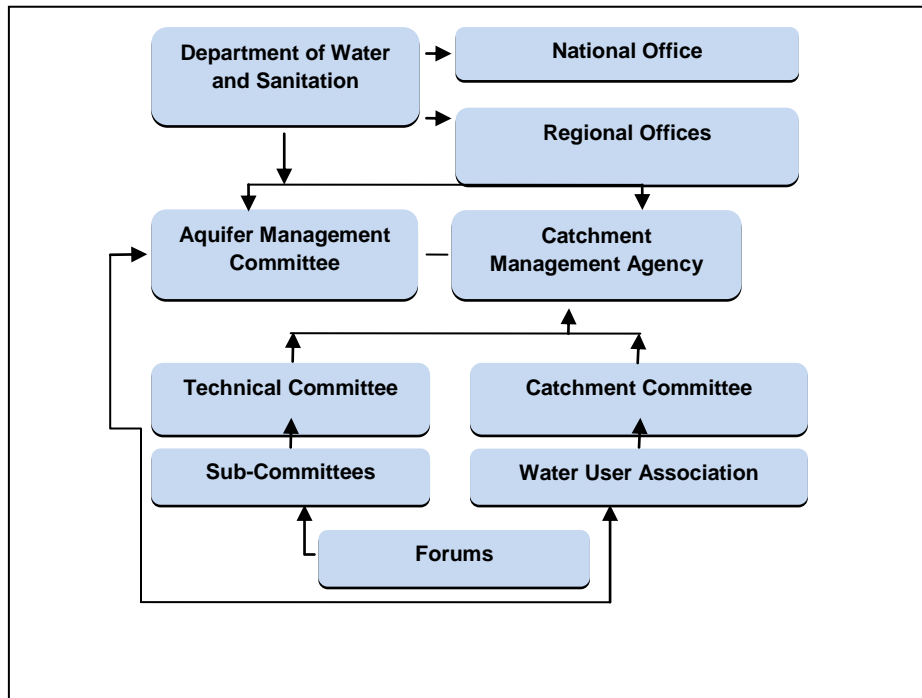 Department of Water
and Sanitation
National Office
Regional Offices
Aquifer Management
Committee
Catchment
Management Agency
Technical Committee
Catchment Committee
Sub-Committees
Water User Association
Forums